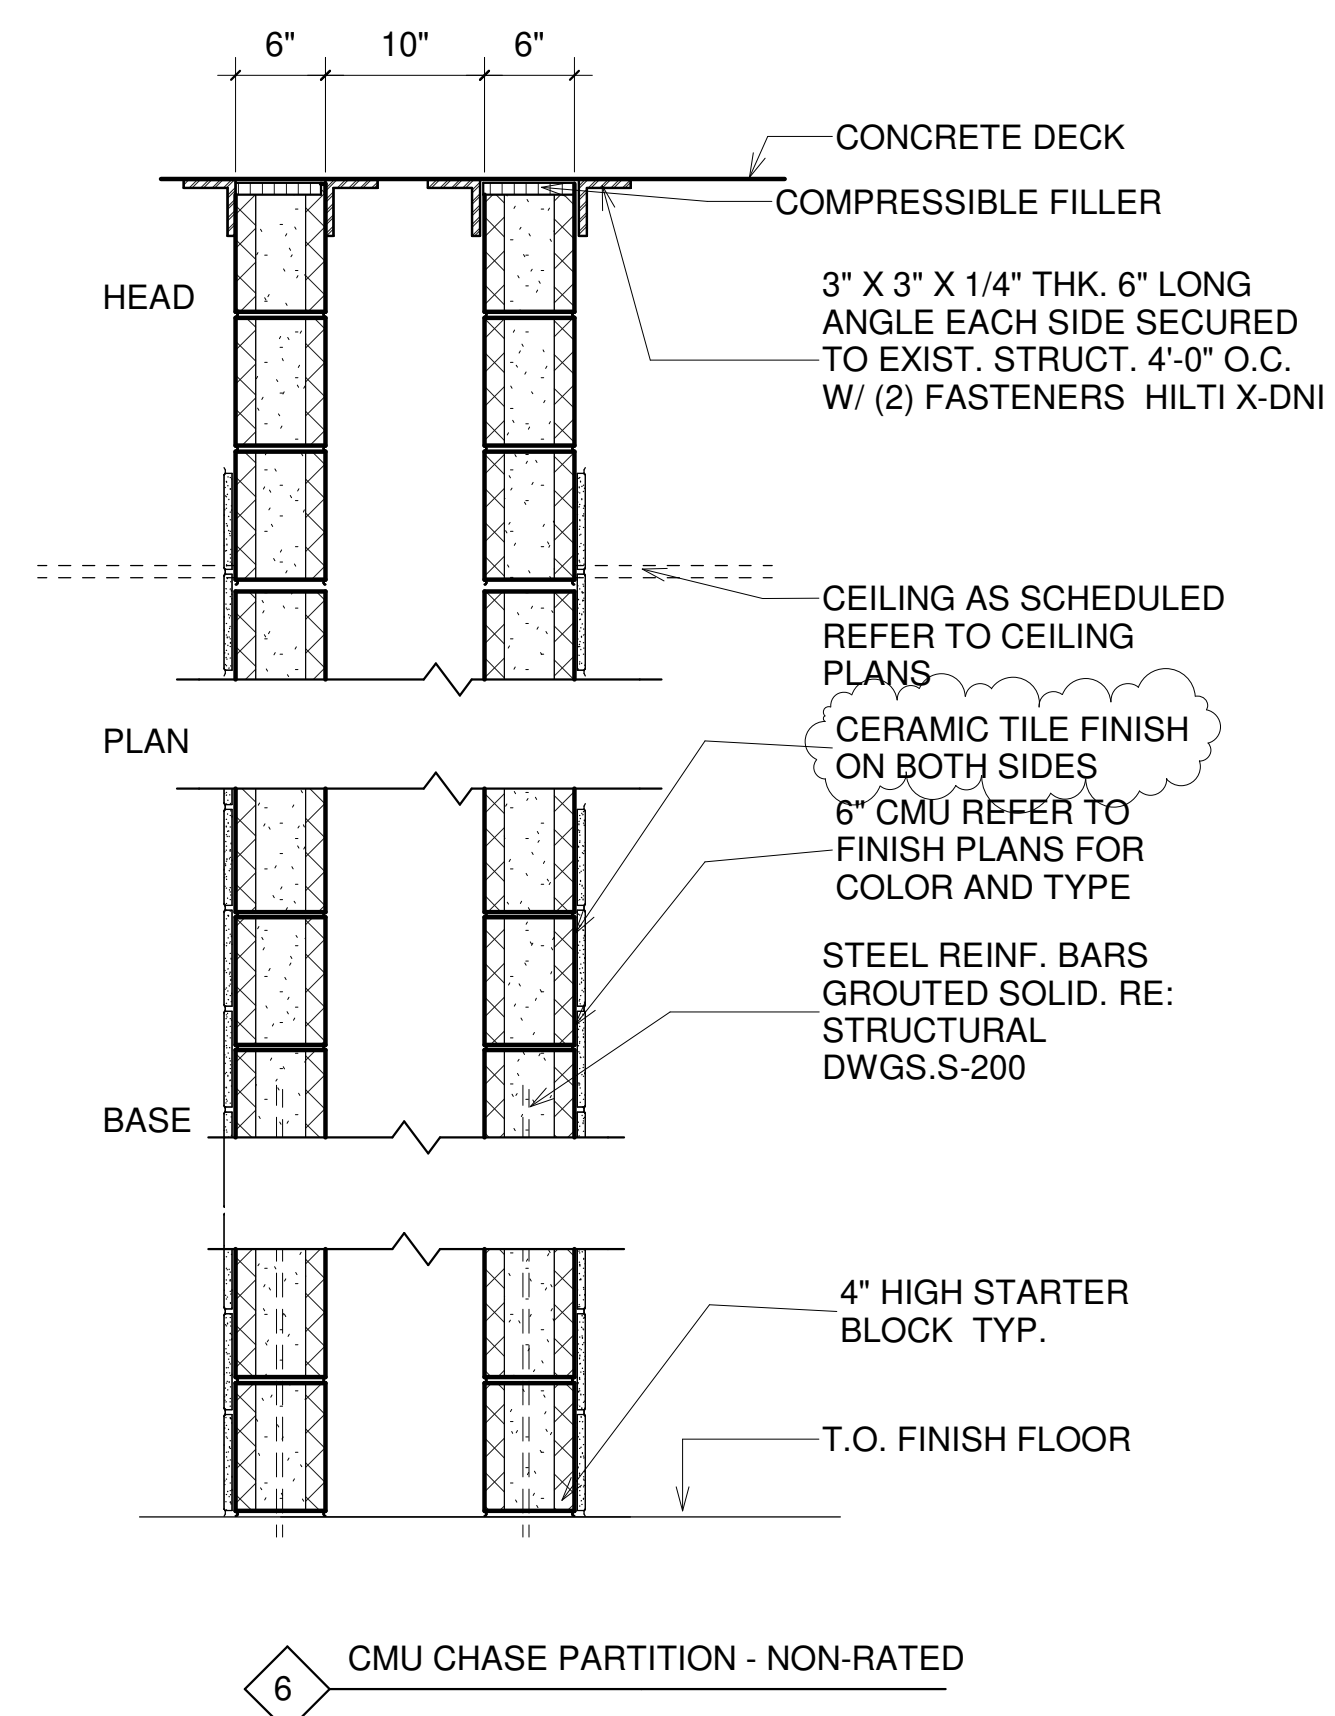 6" 10" 6"
CONCRETE DECK
COMPRESSIBLE FILLER
HEAD
3" X 3" X 1/4" THK. 6" LONG
ANGLE EACH SIDE SECURED
TO EXIST. STRUCT. 4'-0" O.C.
W/ (2) FASTENERS HILTI X-DNI
CEILING AS SCHEDULED
REFER TO CEILING
PLANS
PLAN
CERAMIC TILE FINISH
ON BOTH SIDES
6" CMU REFER TO
FINISH PLANS FOR
COLOR AND TYPE
STEEL REINF. BARS
GROUTED SOLID. RE:
STRUCTURAL
DWGS.S-200
BASE
4" HIGH STARTER
BLOCK TYP.
T.O. FINISH FLOOR
CMU CHASE PARTITION - NON-RATED
6